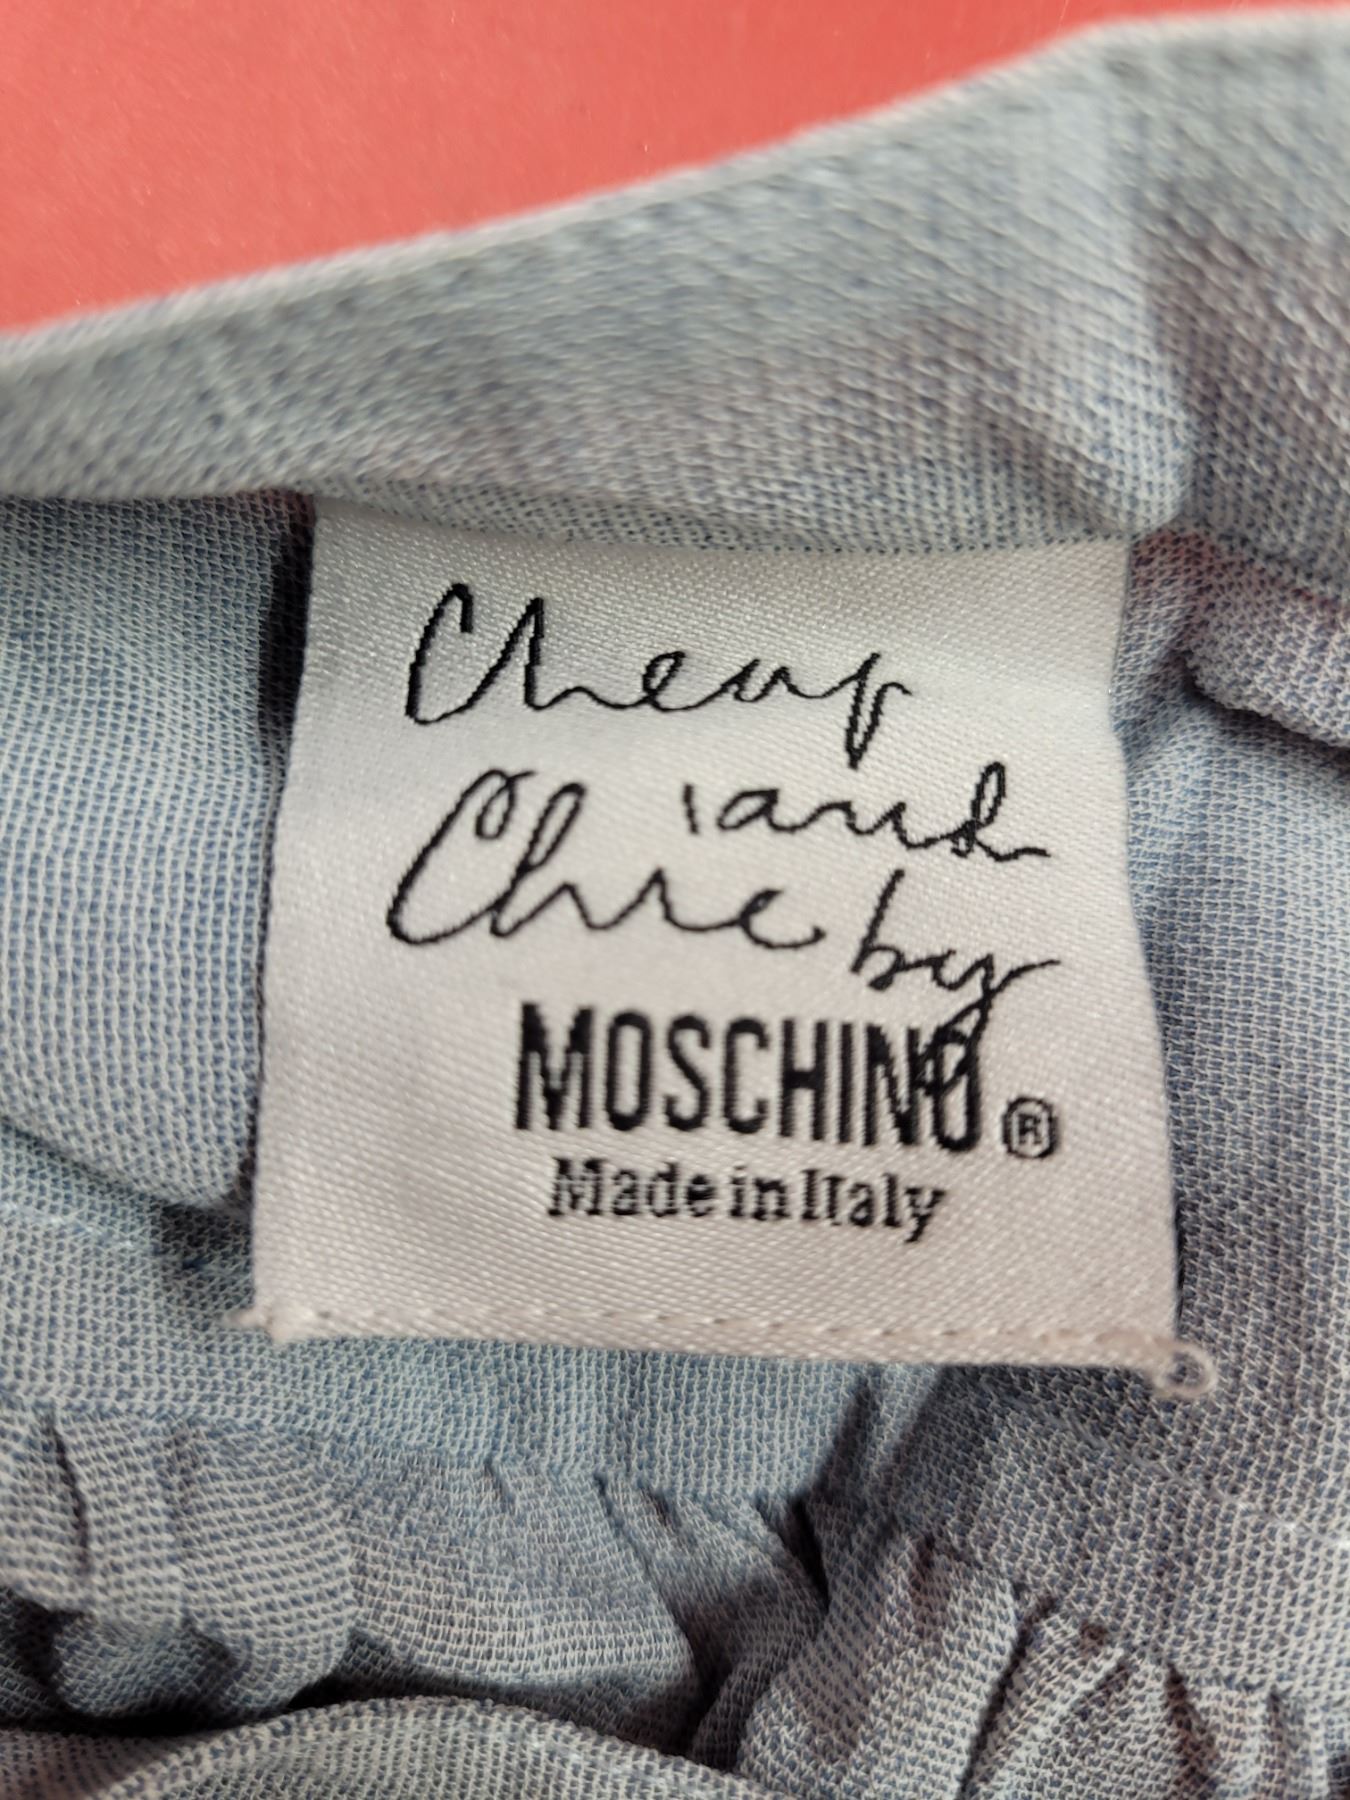 Cheap
and
Chic by
MOSCHINO ®
Made in Italy